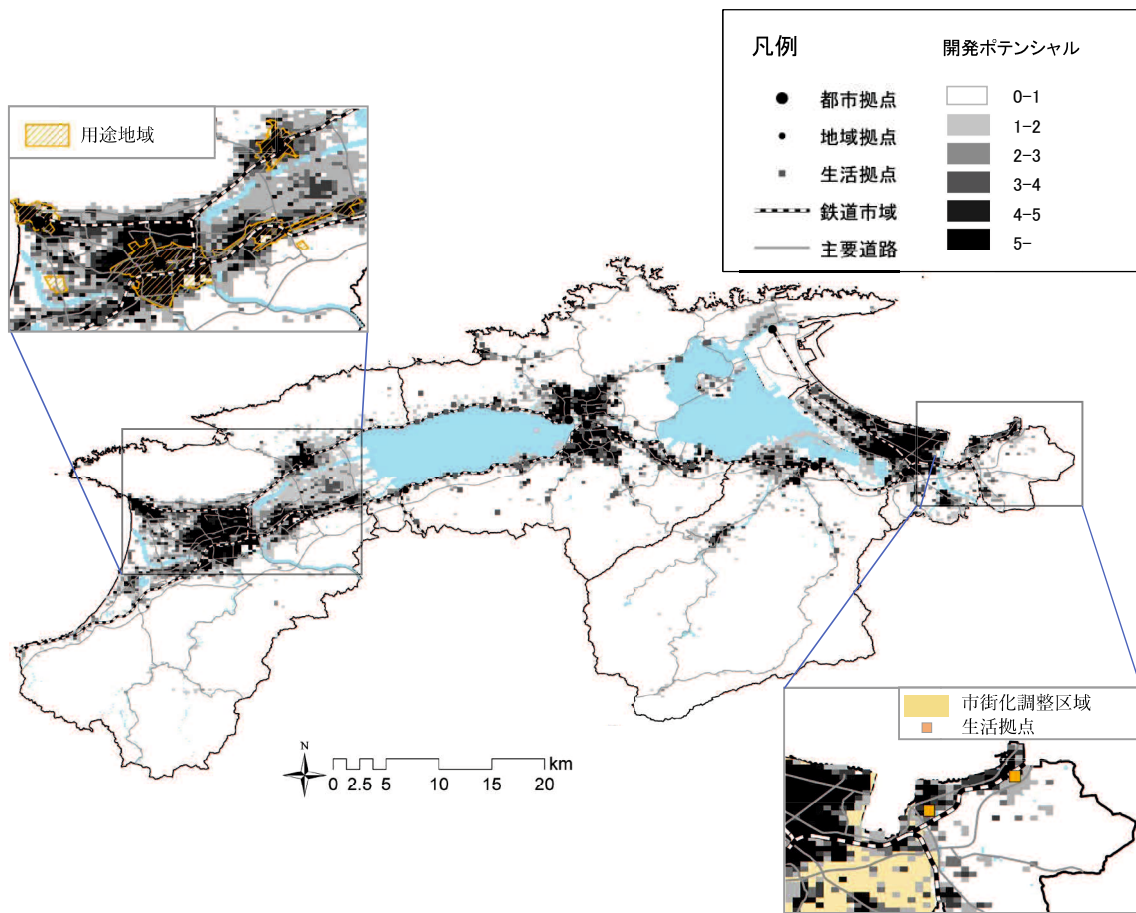 凡例
開発ポテンシャル
都市拠点
地域拠点
生活拠点
鉄道市域
主要道路
0-1
1-2
2-3
3-4
4-5
5-
用途地域
N
0 2.5 5 10 15 20
km
市街化調整区域
生活拠点